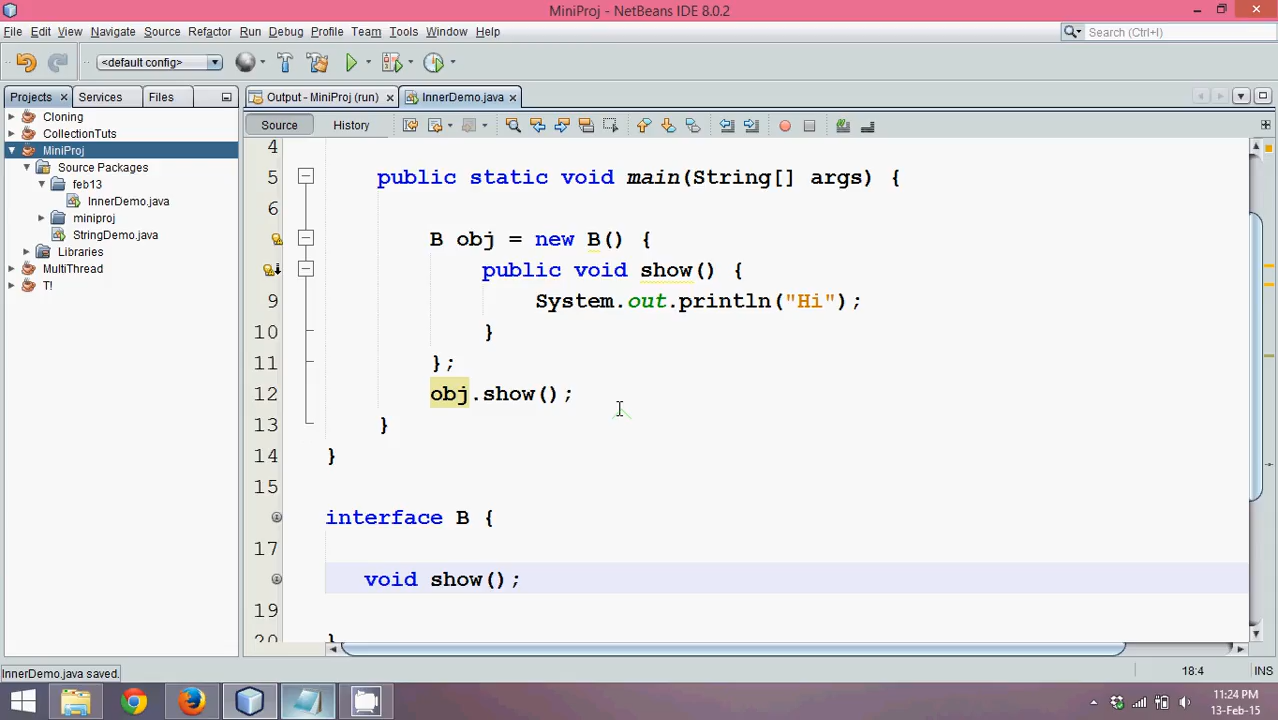 MiniProj - NetBeans IDE 8.0.2
File Edit View Navigate Source Refactor Run Debug Profile Team Tools Window Help
Search (Ctrl+I)
<default config>
Projects Services Files
Output - MiniProj (run) InnerDemo.java
Source History
Cloning
CollectionTuts
MiniProj
Source Packages
feb13
InnerDemo.java
miniproj
StringDemo.java
Libraries
MultiThread
T!
4
5 public static void main(String[] args) {
6
B obj = new B() {
public void show() {
9 System.out.println("Hi");
10 }
11 };
12 obj.show();
13 }
14 }
15
interface B {
17
void show();
19
20 }
InnerDemo.java saved.
18:4 INS
11:24 PM
13-Feb-15